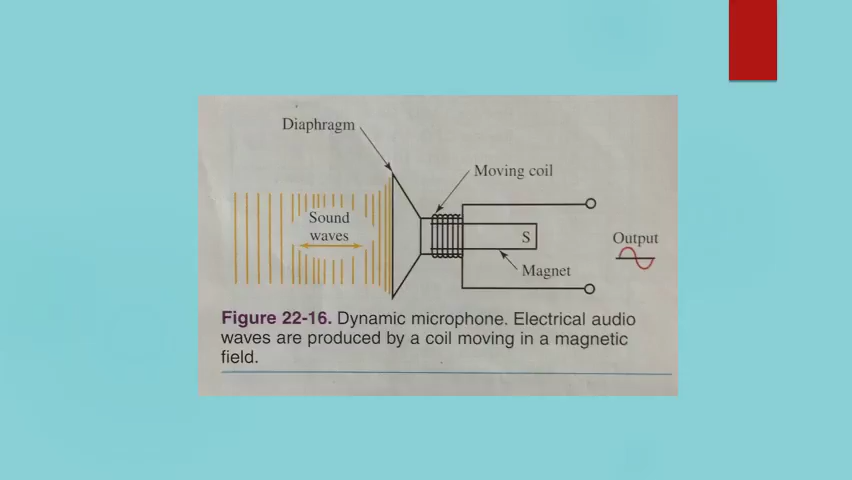 Diaphragm
Moving coil
Sound
waves
S
Output
Magnet
Figure 22-16. Dynamic microphone. Electrical audio
waves are produced by a coil moving in a magnetic
field.